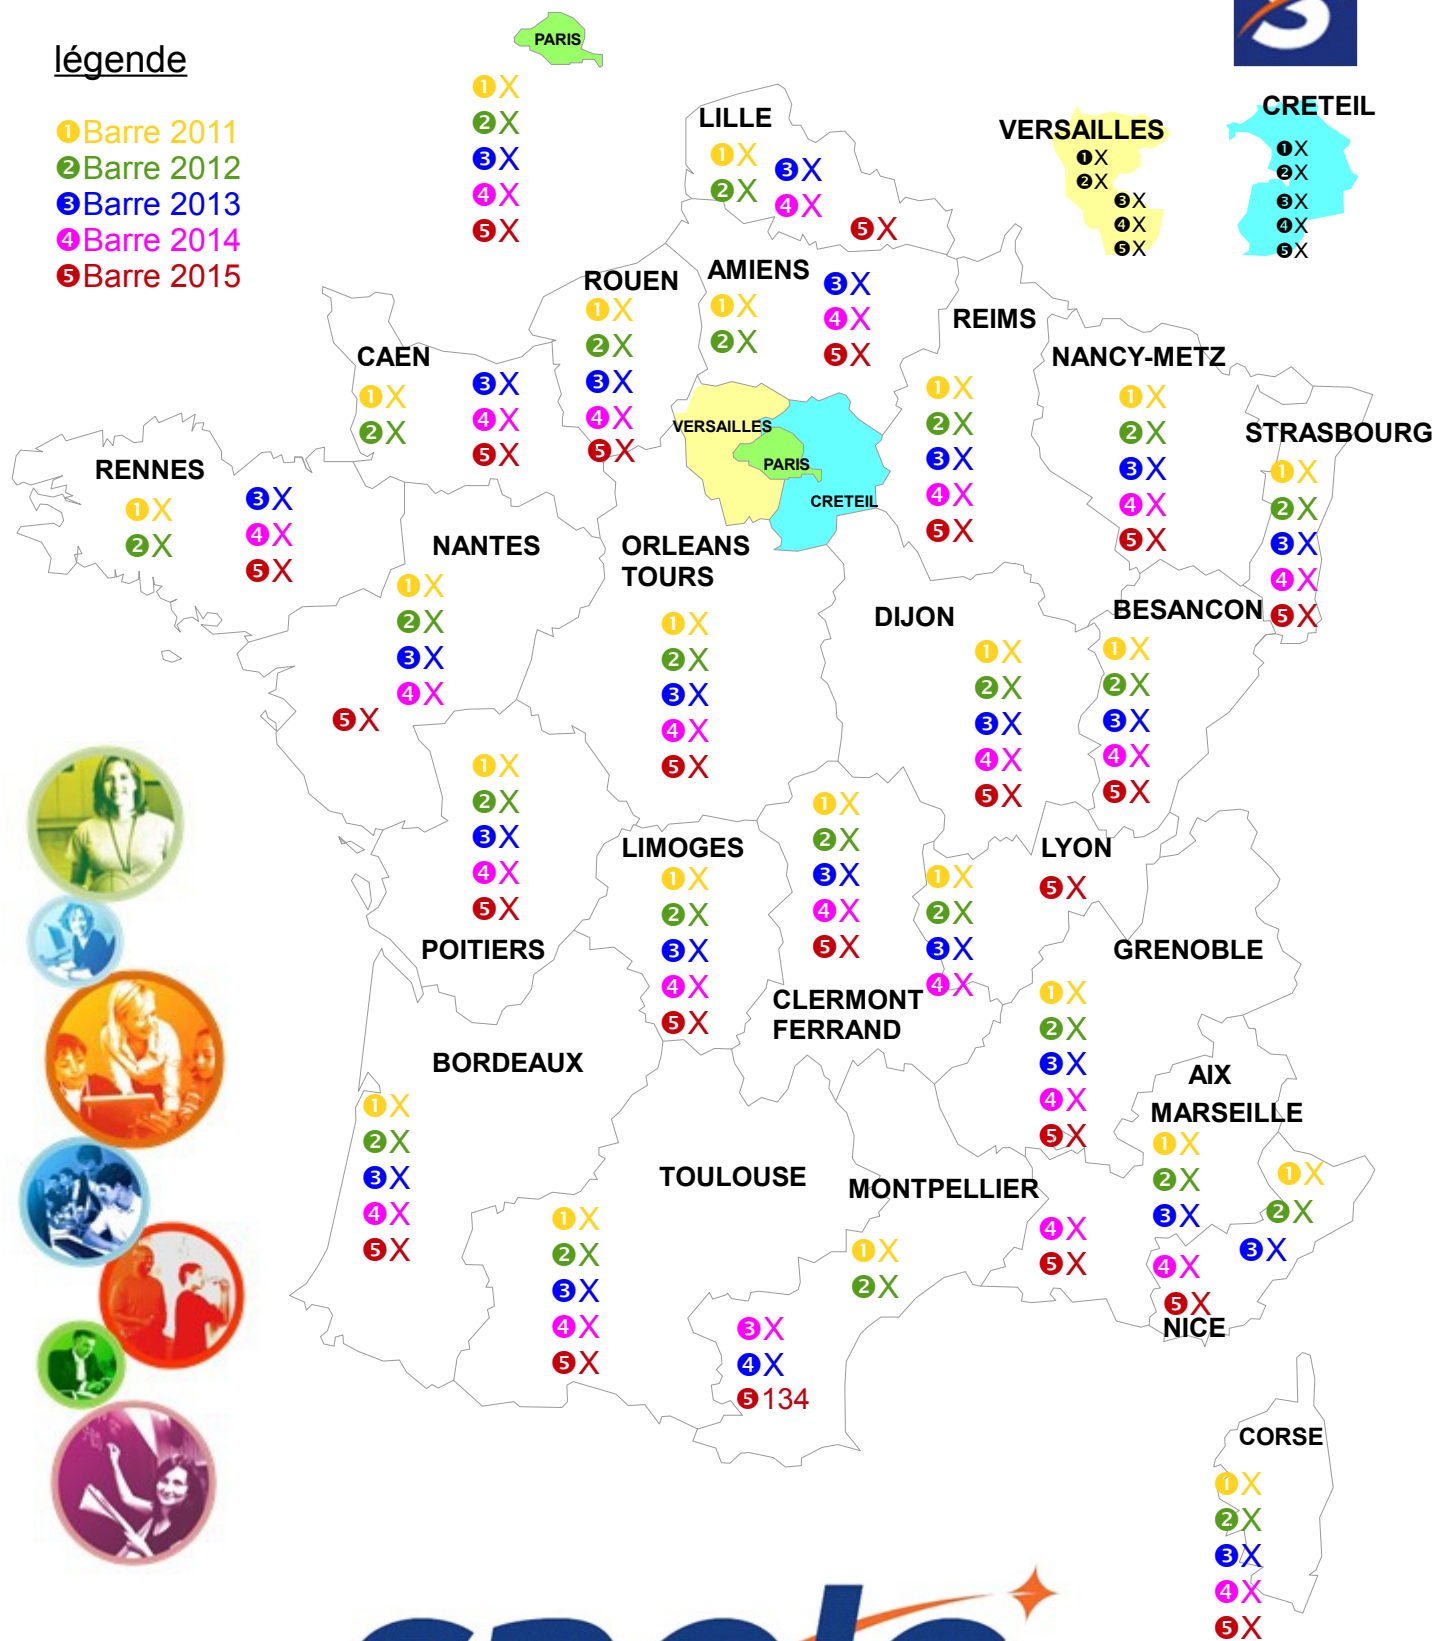 PARIS
légende
❶X
❷X
❸X
❹X
❺X
❶Barre 2011
❷Barre 2012
❸Barre 2013
❹Barre 2014
❺Barre 2015
LILLE
❶X
❷X
❸X
❹X
❺X
VERSAILLES
❶X
❷X
❸X
❹X
❺X
CRETEIL
❶X
❷X
❸X
❹X
❺X
ROUEN
❶X
❷X
❸X
❹X
❺X
AMIENS
❶X
❷X
❸X
❹X
❺X
REIMS
❶X
❷X
❸X
❹X
❺X
CAEN
❶X
❷X
❸X
❹X
❺X
NANCY-METZ
❶X
❷X
❸X
❹X
❺X
STRASBOURG
❶X
❷X
❸X
❹X
❺X
VERSAILLES
PARIS
CRETEIL
RENNES
❶X
❷X
❸X
❹X
❺X
NANTES
❶X
❷X
❸X
❹X
❺X
ORLEANS
TOURS
❶X
❷X
❸X
❹X
❺X
DIJON
❶X
❷X
❸X
❹X
❺X
BESANCON
❶X
❷X
❸X
❹X
❺X
❶X
❷X
❸X
❹X
❺X
POITIERS
LIMOGES
❶X
❷X
❸X
❹X
❺X
❶X
❷X
❸X
❹X
❺X
CLERMONT
FERRAND
LYON
❶X
❷X
❸X
❹X
❺X
GRENOBLE
❶X
❷X
❸X
❹X
❺X
BORDEAUX
❶X
❷X
❸X
❹X
❺X
AIX
MARSEILLE
❶X
❷X
❸X
❹X
❺X
TOULOUSE
❶X
❷X
❸X
❹X
❺X
MONTPELLIER
❶X
❷X
❸X
❹X
❺134
❶X
❷X
❸X
❹X
❺X
NICE
CORSE
❶X
❷X
❸X
❹X
❺X